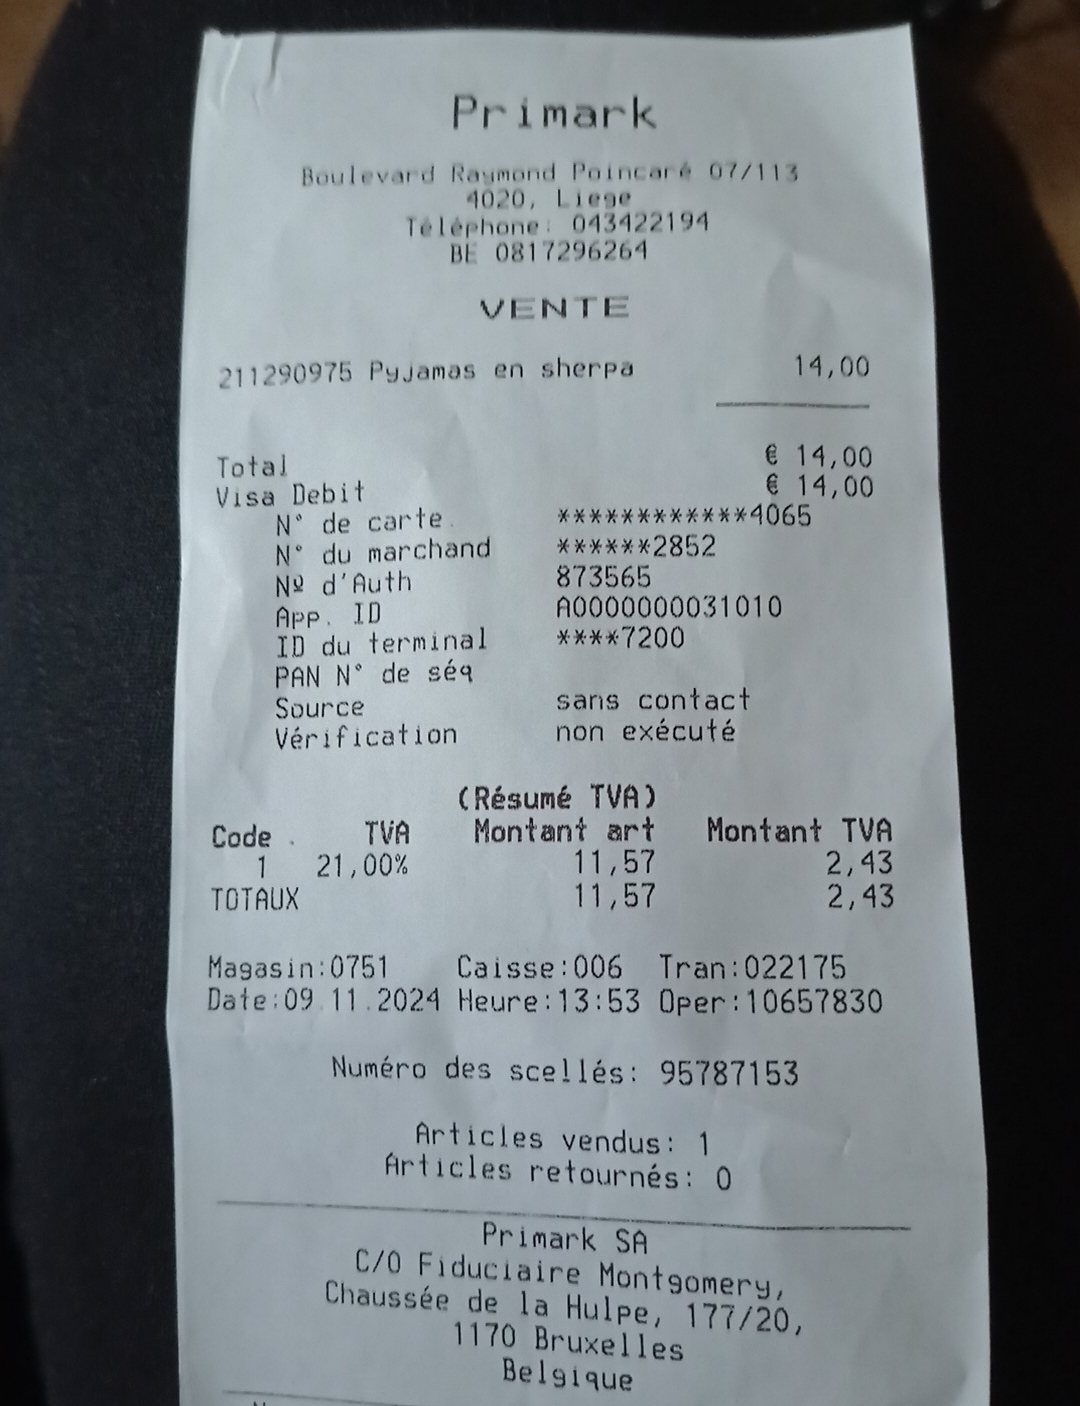 Primark
Boulevard Raymond Poincaré 07/113
4020, Liege
Téléphone: 043422194
BE 0817296264
VENTE
211290975 Pyjamas en sherpa 14,00
Total € 14,00
Visa Debit € 14,00
N° de carte ************4065
N° du marchand ******2852
Nº d'Auth 873565
App. ID A0000000031010
ID du terminal ****7200
PAN N° de séq
Source sans contact
Vérification non exécuté
(Résumé TVA)
Code TVA Montant art Montant TVA
1 21,00% 11,57 2,43
TOTAUX 11,57 2,43
Magasin:0751 Caisse:006 Tran:022175
Date:09.11.2024 Heure:13:53 Oper:10657830
Numéro des scellés: 95787153
Articles vendus: 1
Articles retournés: 0
Primark SA
C/O Fiduciaire Montgomery,
Chaussée de la Hulpe, 177/20,
1170 Bruxelles
Belgique